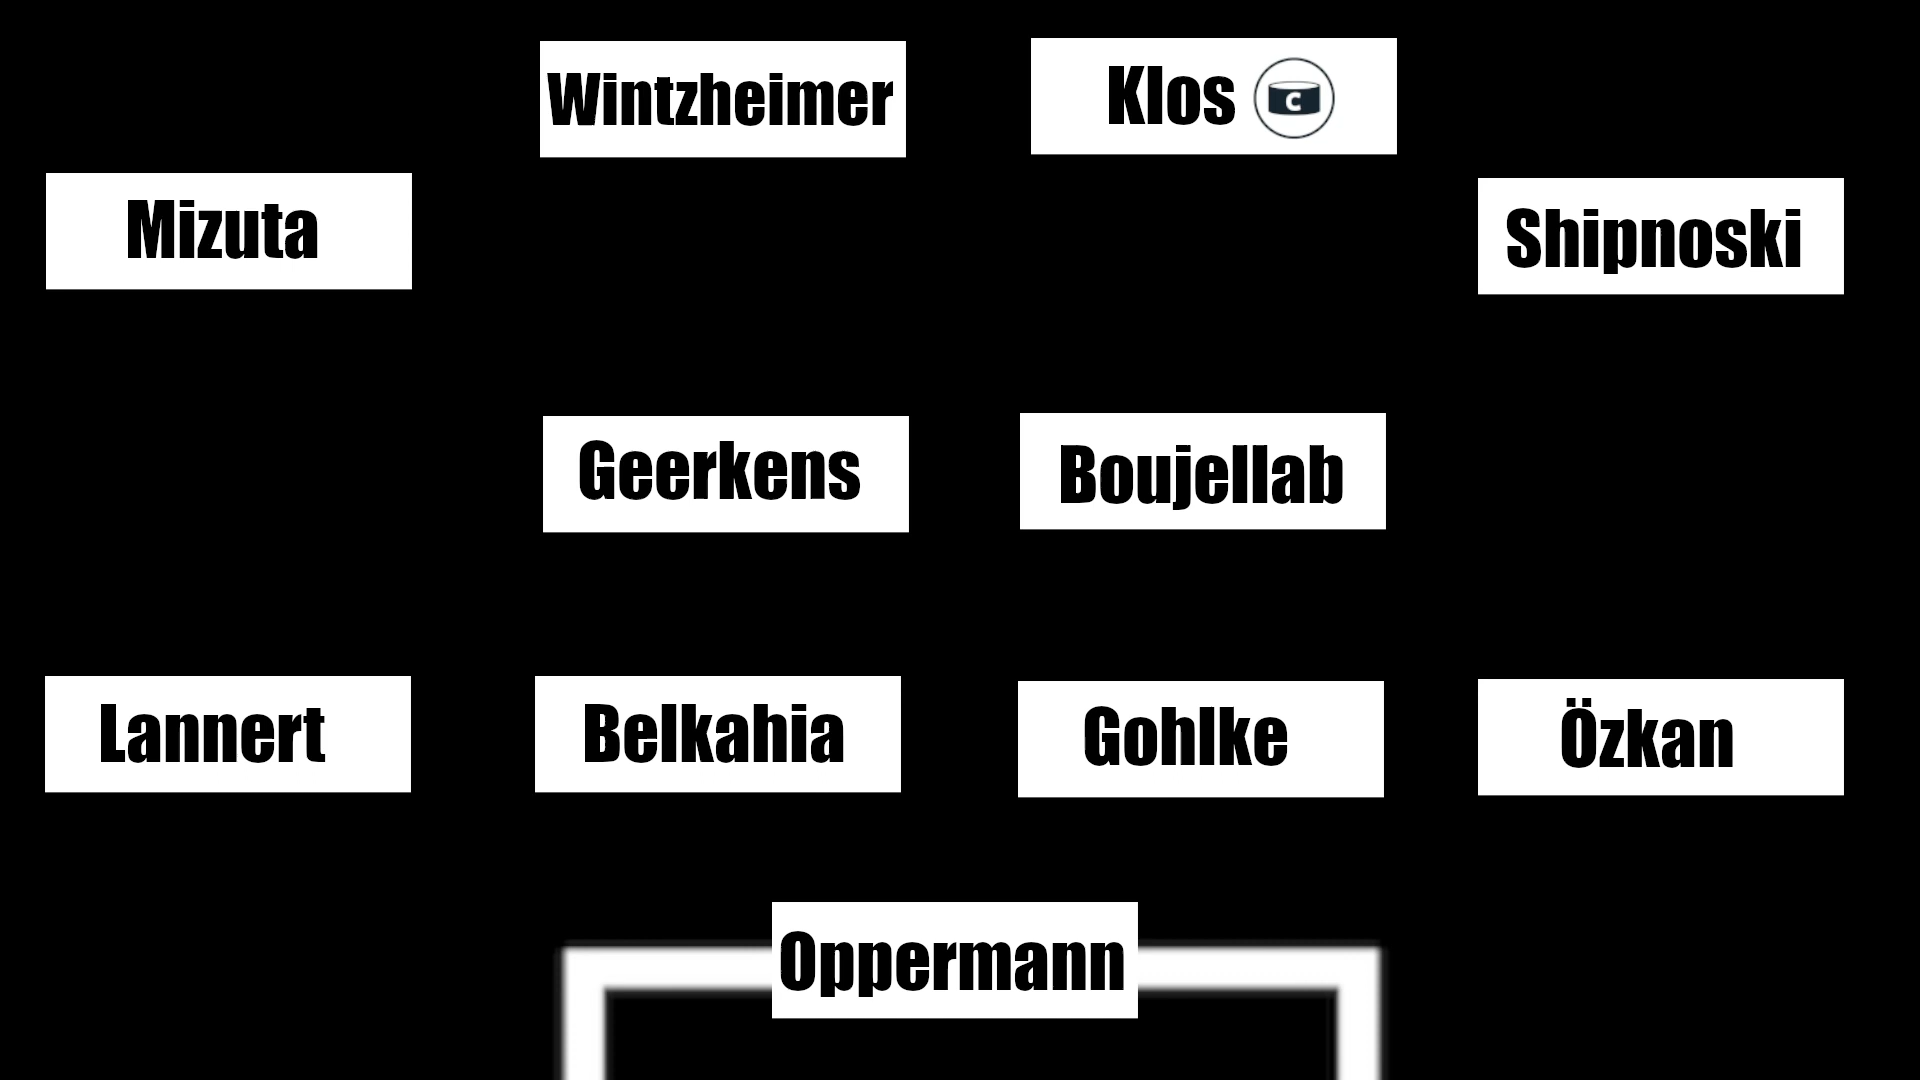 Wintzheimer
Klos C
Mizuta
Shipnoski
Geerkens
Boujellab
Lannert
Belkahia
Gohlke
Özkan
Oppermann